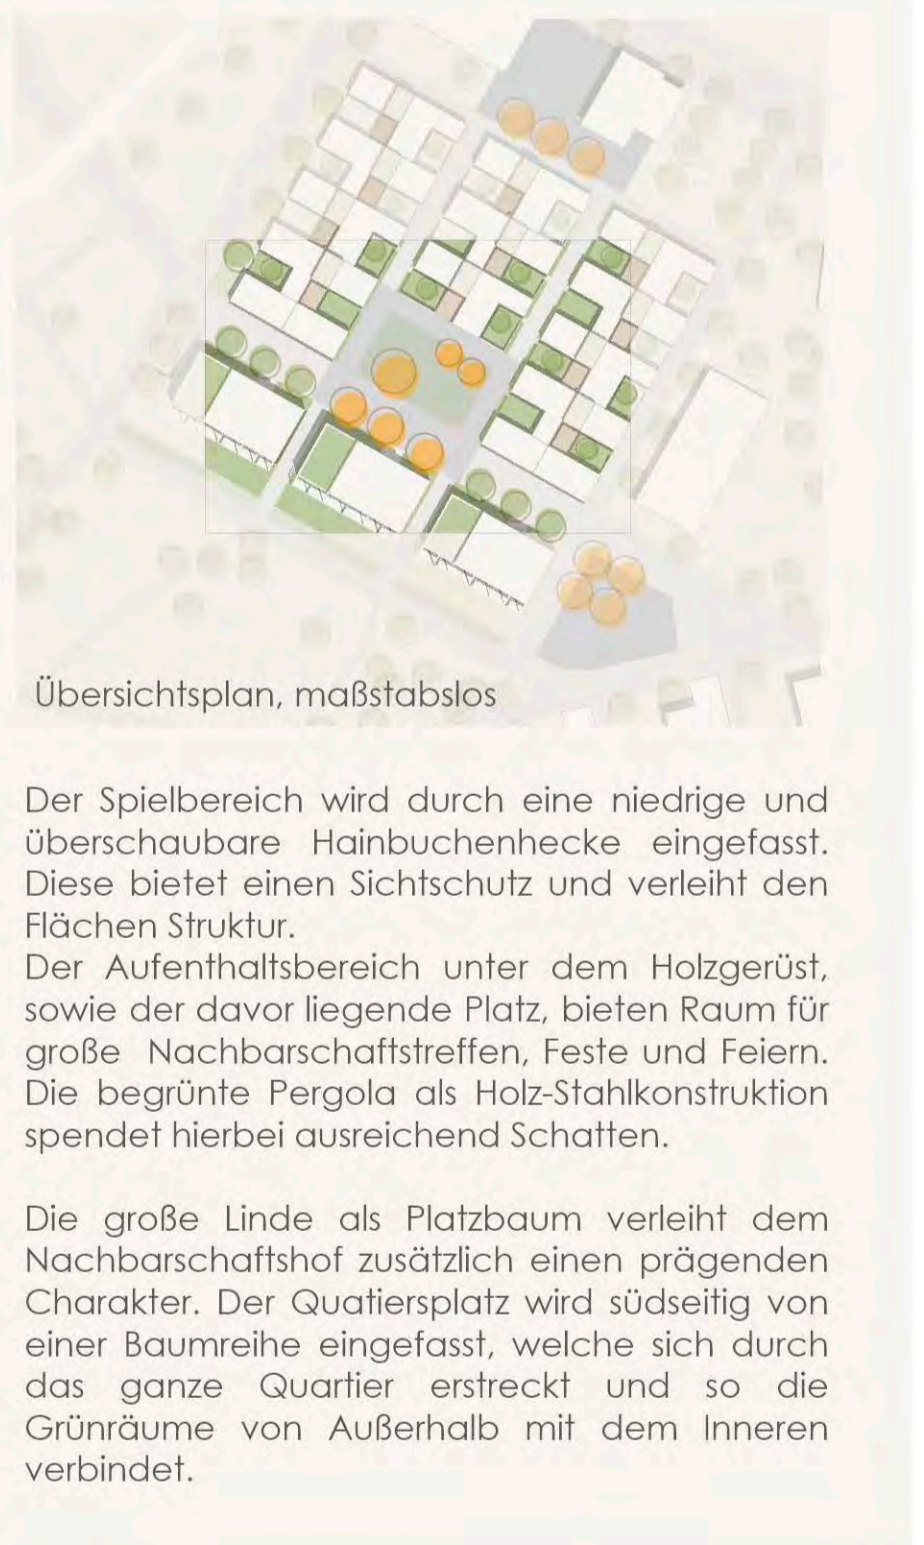 Übersichtsplan, maßstabslos
Der Spielbereich wird durch eine niedrige und
überschaubare Hainbuchenhecke eingefasst.
Diese bietet einen Sichtschutz und verleiht den
Flächen Struktur.
Der Aufenthaltsbereich unter dem Holzgerüst,
sowie der davor liegende Platz, bieten Raum für
große Nachbarschaftstreffen, Feste und Feiern.
Die begrünte Pergola als Holz-Stahlkonstruktion
spendet hierbei ausreichend Schatten.
Die große Linde als Platzbaum verleiht dem
Nachbarschaftshof zusätzlich einen prägenden
Charakter. Der Quatiersplatz wird südseitig von
einer Baumreihe eingefasst, welche sich durch
das ganze Quartier erstreckt und so die
Grünräume von Außerhalb mit dem Inneren
verbindet.